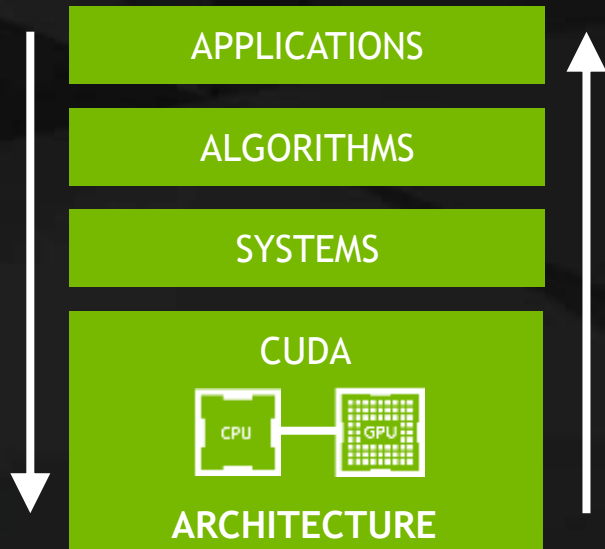 APPLICATIONS
ALGORITHMS
SYSTEMS
CUDA
CPU GPU
ARCHITECTURE